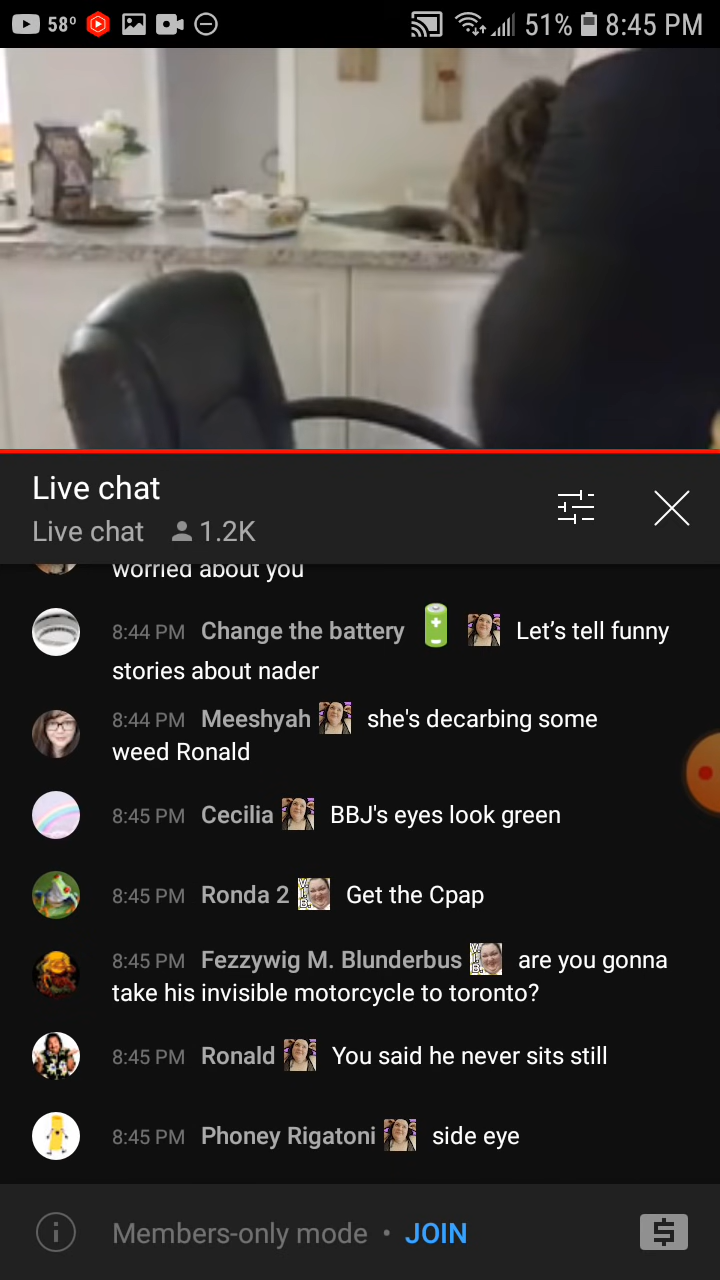 58° 51% 8:45 PM
Live chat
Live chat 1.2K
worried about you
8:44 PM Change the battery Let’s tell funny
stories about nader
8:44 PM Meeshyah she's decarbing some
weed Ronald
8:45 PM Cecilia BBJ's eyes look green
8:45 PM Ronda 2 Get the Cpap
8:45 PM Fezzywig M. Blunderbus are you gonna
take his invisible motorcycle to toronto?
8:45 PM Ronald You said he never sits still
8:45 PM Phoney Rigatoni side eye
Members-only mode • JOIN